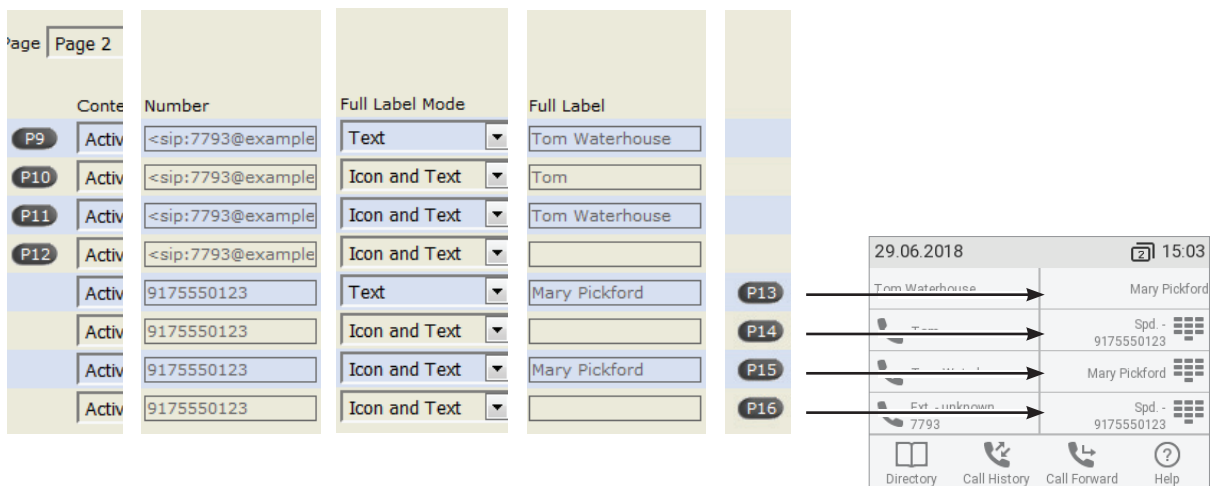 Page Page 2
Conte Number Full Label Mode Full Label
P9 Activ <sip:7793@example Text Tom Waterhouse
P10 Activ <sip:7793@example Icon and Text Tom
P11 Activ <sip:7793@example Icon and Text Tom Waterhouse
P12 Activ <sip:7793@example Icon and Text
Activ 9175550123 Text Mary Pickford P13
Activ 9175550123 Icon and Text P14
Activ 9175550123 Icon and Text Mary Pickford P15
Activ 9175550123 Icon and Text P16
29.06.2018 2 15:03
Tom Waterhouse Mary Pickford
Tom Spd. -
9175550123
Mary Pickford
Ext. - unknown Spd. -
7793 9175550123
Directory Call History Call Forward Help